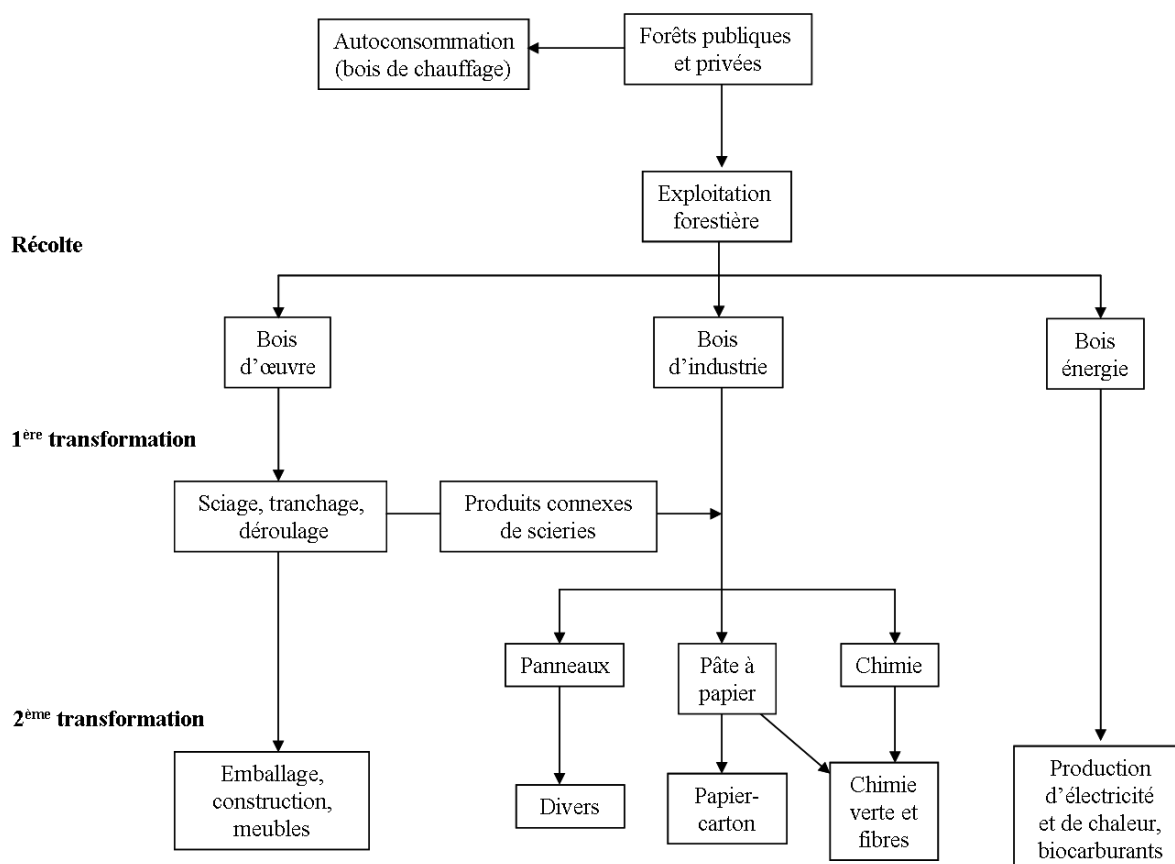 Autoconsommation
(bois de chauffage)
Forêts publiques
et privées
Exploitation
forestière
Récolte
Bois
d’œuvre
Bois
d’industrie
Bois
énergie
1ère transformation
Sciage, tranchage,
déroulage
Produits connexes
de scieries
Panneaux
Pâte à
papier
Chimie
2ème transformation
Emballage,
construction,
meubles
Divers
Papier-
carton
Chimie
verte et
fibres
Production
d’électricité
et de chaleur,
biocarburants